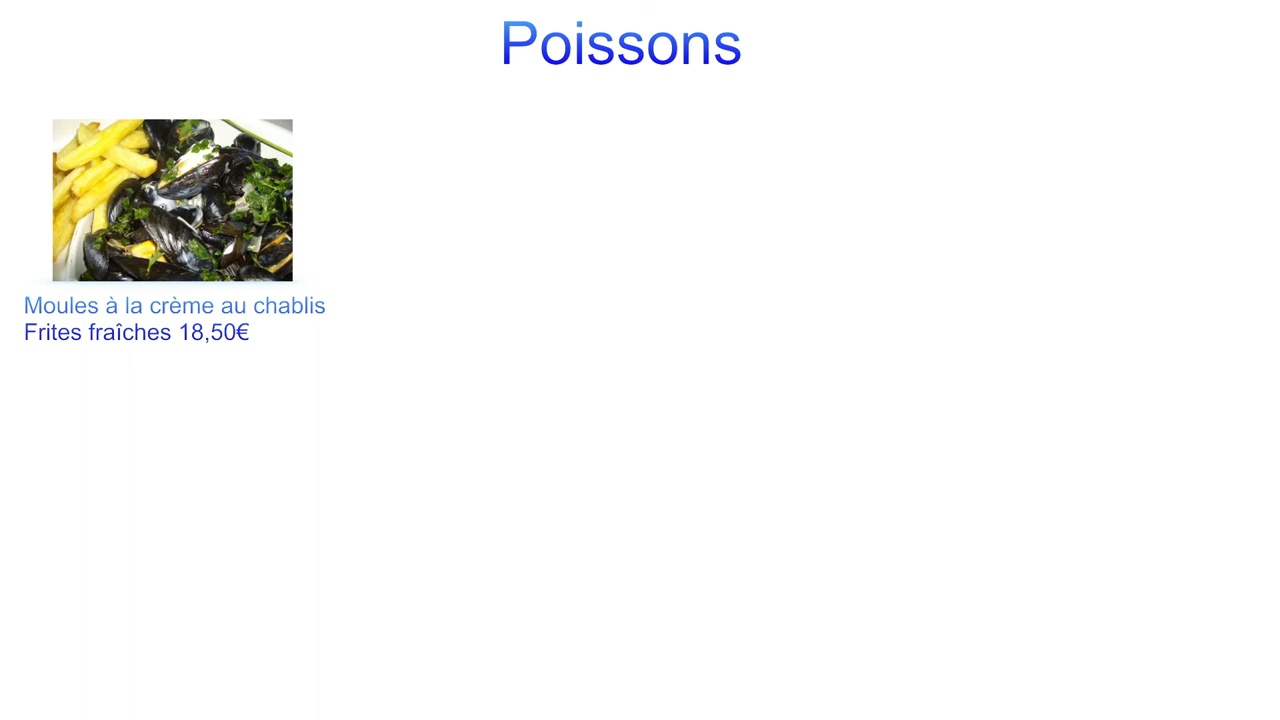 Poissons
Moules à la crème au chablis
Frites fraîches 18,50€